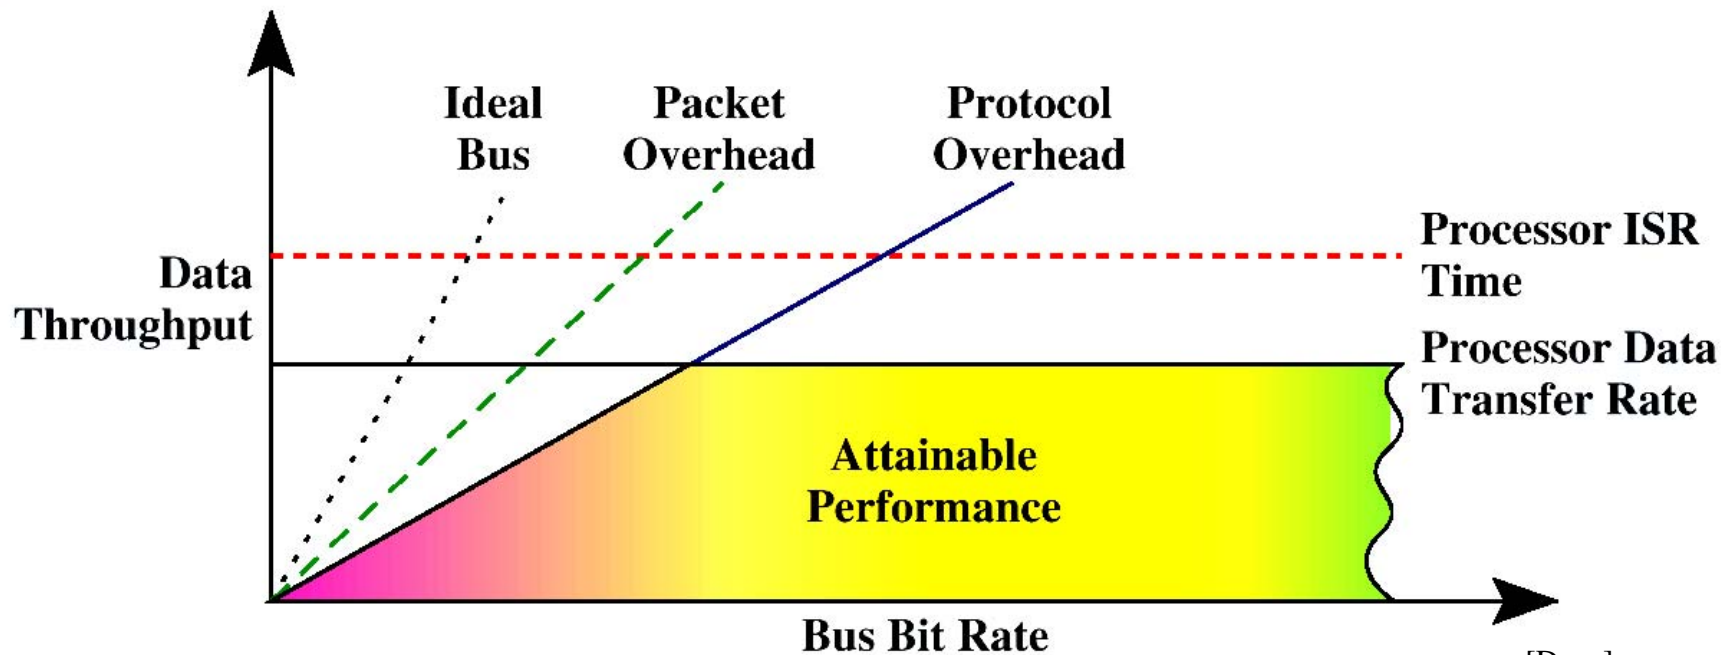 Ideal
Bus
Packet
Overhead
Protocol
Overhead
Data
Throughput
Processor ISR
Time
Processor Data
Transfer Rate
Attainable
Performance
Bus Bit Rate